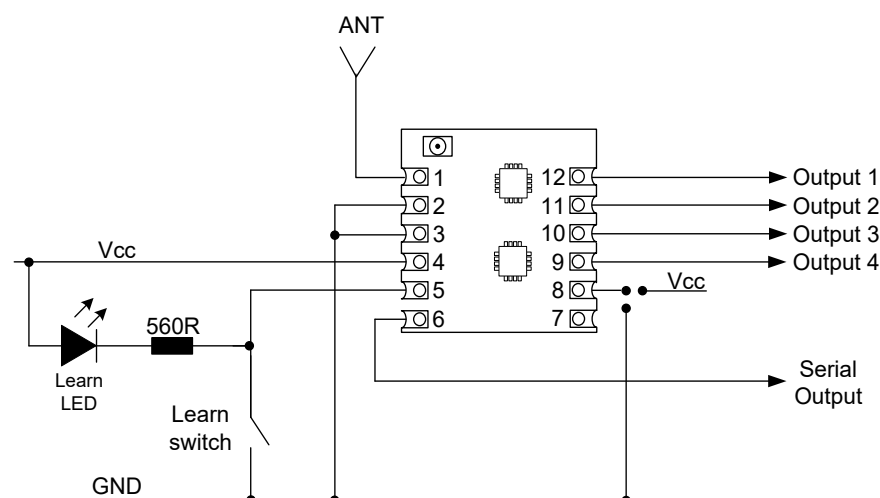 ANT
1
2
3
4
5
6
12
11
10
9
8
7
Output 1
Output 2
Output 3
Output 4
Vcc
Vcc
560R
Learn
LED
Learn
switch
Serial
Output
GND